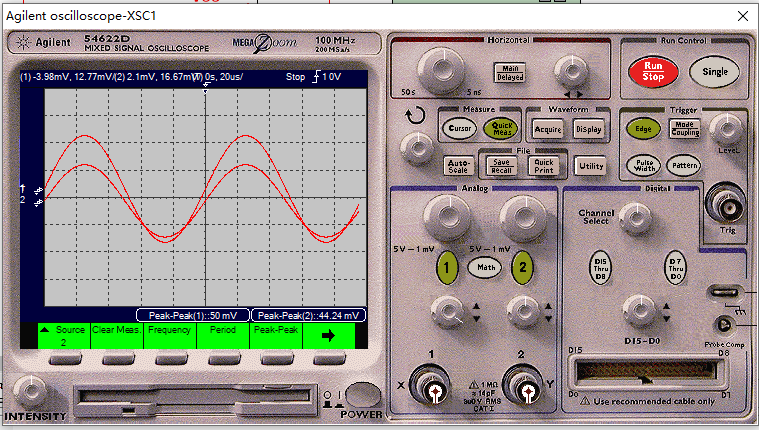 Agilent oscilloscope-XSC1
Agilent
54622D
MIXED SIGNAL OSCILLOSCOPE
MEGA Zoom
100 MHz
200 MSa/s
(1) -3.98mV, 12.77mV/(2) 2.1mV, 16.67mV/ 0s, 20us/ Stop 1 0V
1
2
Peak-Peak(1)::50 mV
Peak-Peak(2)::44.24 mV
Source
2
Clear Meas.
Frequency
Period
Peak-Peak
INTENSITY
POWER
Horizontal
Main
Delayed
50 s
5 ns
Run Control
Run
Stop
Single
Measure
Cursor
Quick
Meas
Waveform
Acquire
Display
File
Auto-
Scale
Save
Recall
Quick
Print
Utility
Trigger
Edge
Mode
Coupling
Level
Pulse
Width
Pattern
Trig
Analog
5V - 1mV
5V - 1mV
1
Math
2
1
2
X
Y
1 MΩ
≈ 14pF
300V RMS
CAT I
Digital
Channel
Select
D15
Thru
D8
D7
Thru
D0
D15-D0
Probe Comp
D15
D8
D0
D7
Use recommended cable only